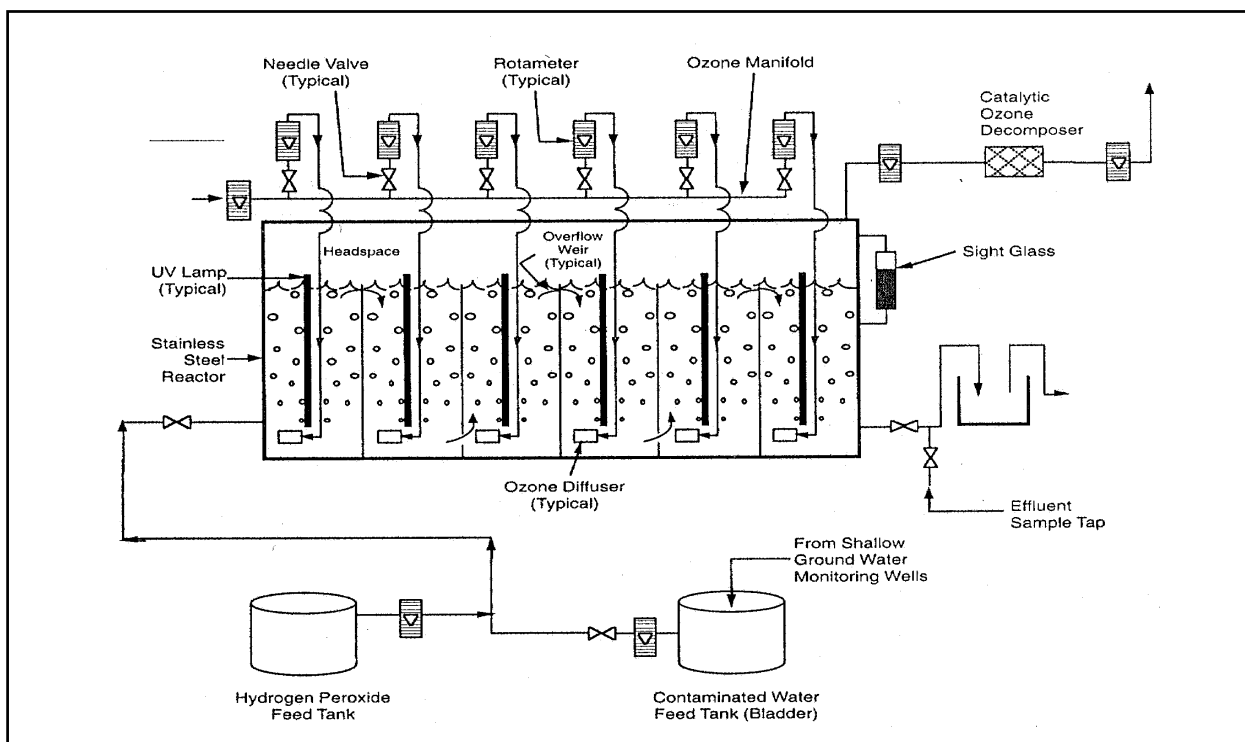 Needle Valve
(Typical)
Rotameter
(Typical)
Ozone Manifold
Catalytic
Ozone
Decomposer
Headspace
Overflow
Weir
(Typical)
Sight Glass
UV Lamp
(Typical)
Stainless
Steel
Reactor
Ozone Diffuser
(Typical)
Effluent
Sample Tap
From Shallow
Ground Water
Monitoring Wells
Hydrogen Peroxide
Feed Tank
Contaminated Water
Feed Tank (Bladder)